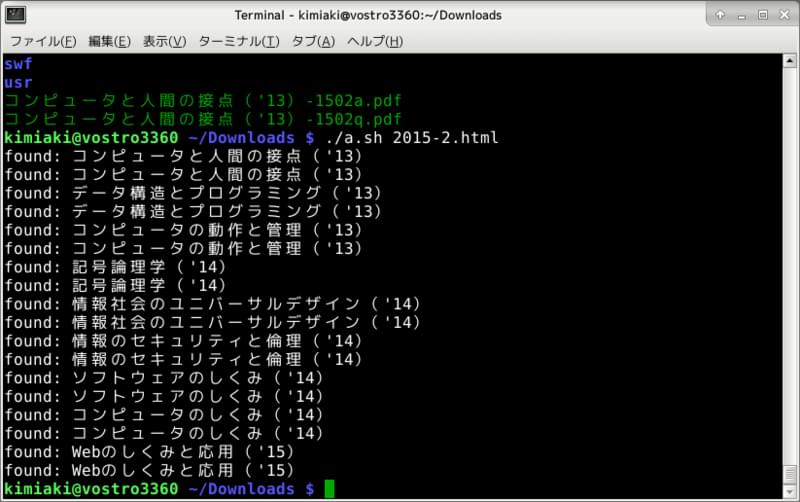 Terminal - kimiaki@vostro3360:~/Downloads
ファイル(F) 編集(E) 表示(V) ターミナル(T) タブ(A) ヘルプ(H)
swf
usr
コンピュータと人間の接点（'13）-1502a.pdf
コンピュータと人間の接点（'13）-1502q.pdf
kimiaki@vostro3360 ~/Downloads $ ./a.sh 2015-2.html
found: コンピュータと人間の接点（'13）
found: コンピュータと人間の接点（'13）
found: データ構造とプログラミング（'13）
found: データ構造とプログラミング（'13）
found: コンピュータの動作と管理（'13）
found: コンピュータの動作と管理（'13）
found: 記号論理学（'14）
found: 記号論理学（'14）
found: 情報社会のユニバーサルデザイン（'14）
found: 情報社会のユニバーサルデザイン（'14）
found: 情報のセキュリティと倫理（'14）
found: 情報のセキュリティと倫理（'14）
found: ソフトウェアのしくみ（'14）
found: ソフトウェアのしくみ（'14）
found: コンピュータのしくみ（'14）
found: コンピュータのしくみ（'14）
found: Webのしくみと応用（'15）
found: Webのしくみと応用（'15）
kimiaki@vostro3360 ~/Downloads $